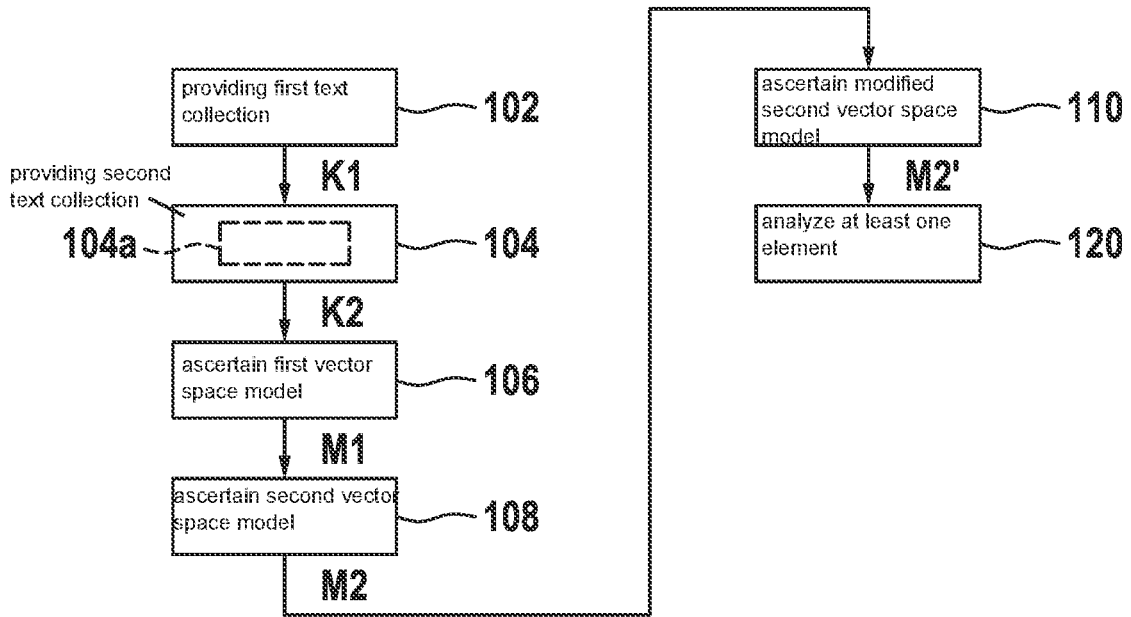 providing first text
collection
102
K1
providing second
text collection
104a
104
K2
ascertain first vector
space model
106
M1
ascertain second vector
space model
108
M2
ascertain modified
second vector space
model
110
M2'
analyze at least one
element
120